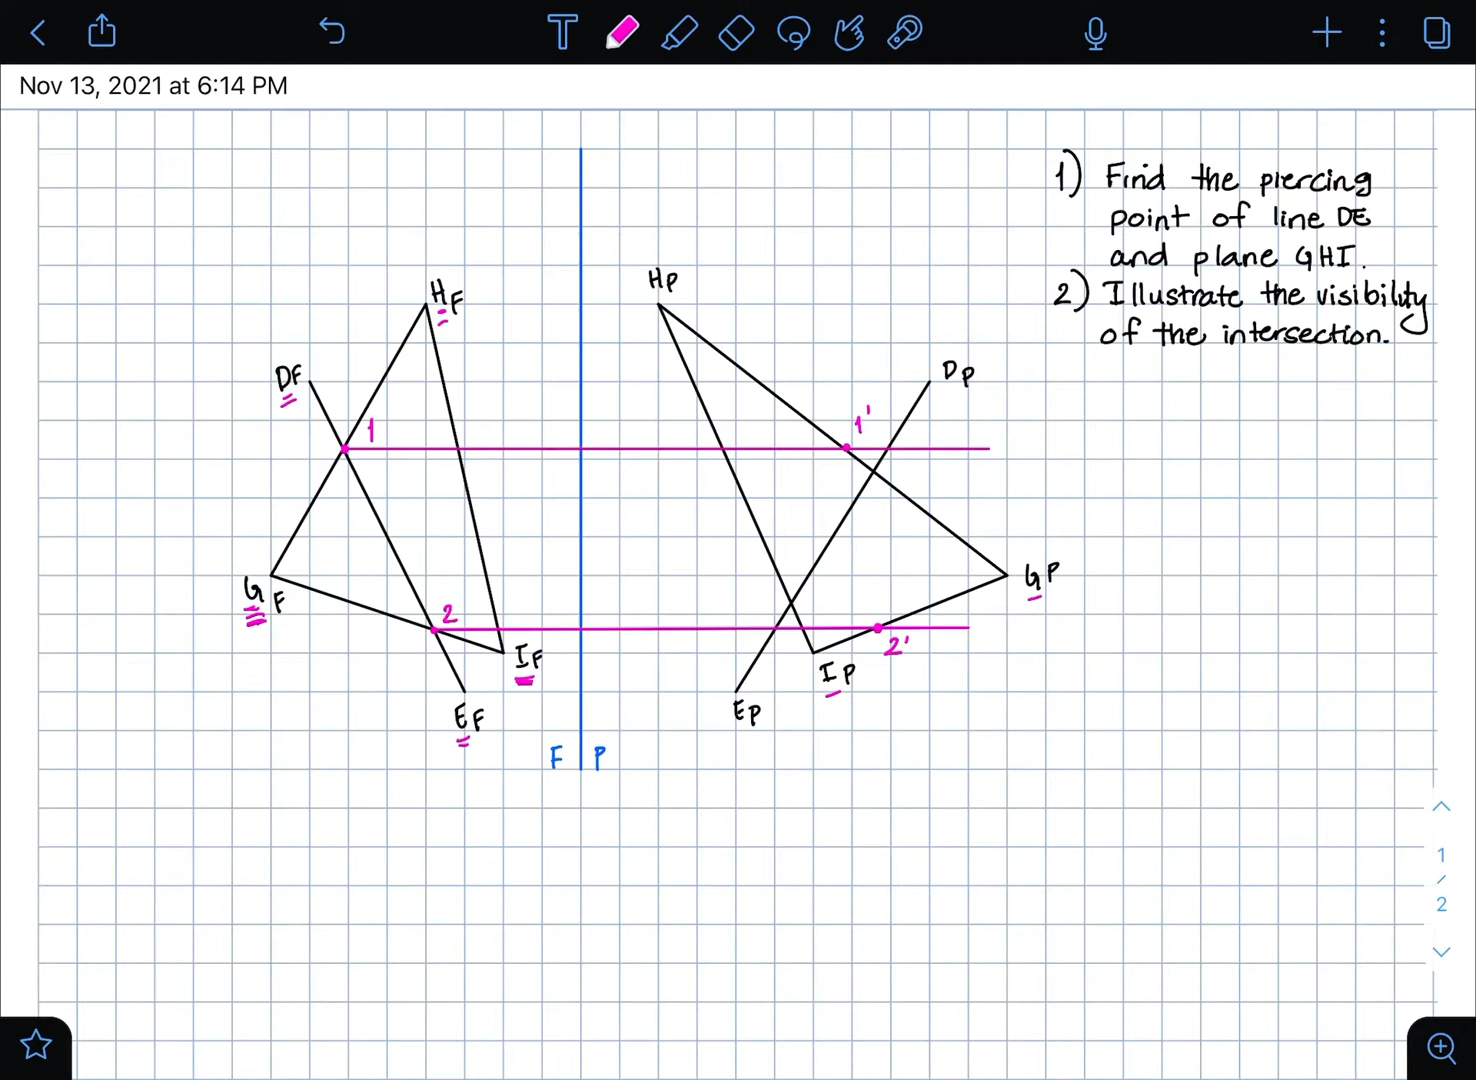 Nov 13, 2021 at 6:14 PM
1) Find the piercing
point of line DE
and plane GHI.
2) Illustrate the visibility
of the intersection.
HF
HP
DF
DP
1
1'
GF
GP
2
2'
IF
IP
EF
EP
F P
1
/
2